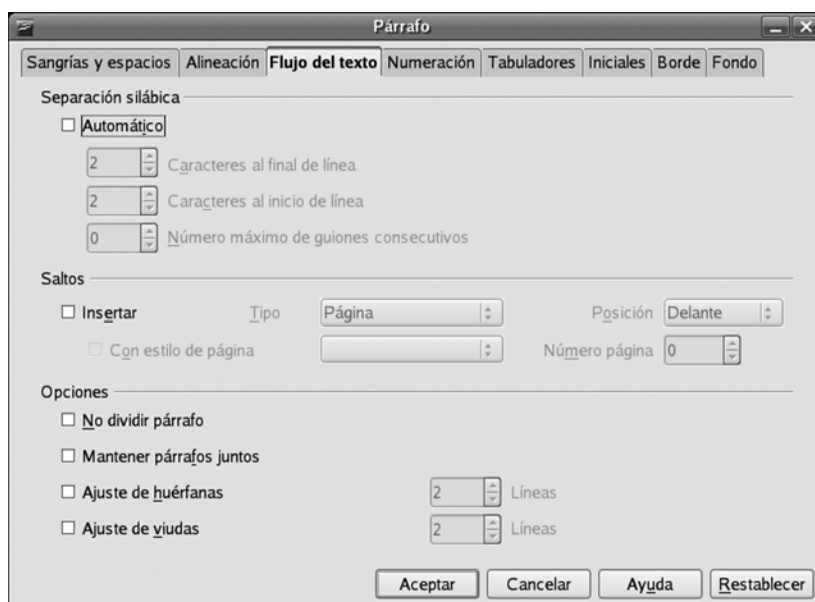 Párrafo
Sangrías y espacios Alineación Flujo del texto Numeración Tabuladores Iniciales Borde Fondo
Separación silábica
Automático
2 Caracteres al final de línea
2 Caracteres al inicio de línea
0 Número máximo de guiones consecutivos
Saltos
Insertar Tipo Página Posición Delante
Con estilo de página Número página 0
Opciones
No dividir párrafo
Mantener párrafos juntos
Ajuste de huérfanas 2 Líneas
Ajuste de viudas 2 Líneas
Aceptar Cancelar Ayuda Restablecer